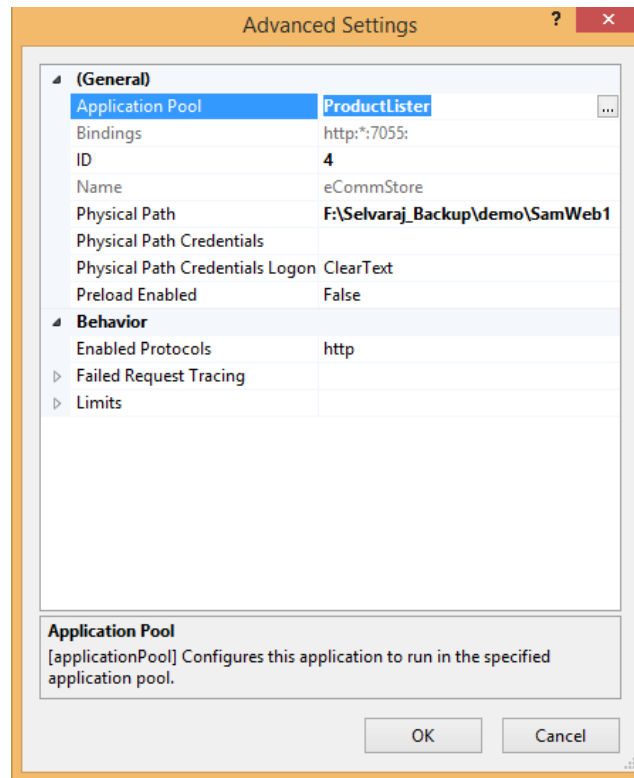 Advanced Settings
(General)
Application Pool ProductLister ...
Bindings http:*:7055:
ID 4
Name eCommStore
Physical Path F:\Selvaraj_Backup\demo\SamWeb1
Physical Path Credentials
Physical Path Credentials Logon ClearText
Preload Enabled False
Behavior
Enabled Protocols http
Failed Request Tracing
Limits
Application Pool
[applicationPool] Configures this application to run in the specified
application pool.
OK Cancel